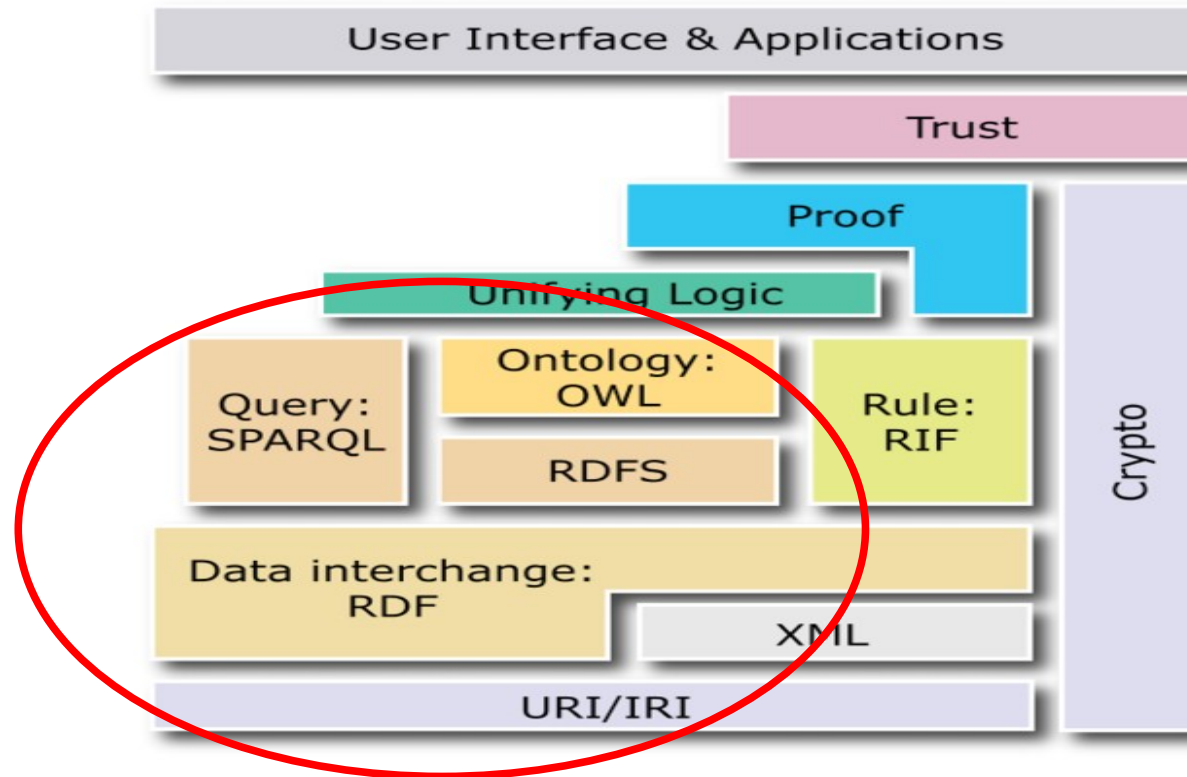 User Interface & Applications
Trust
Proof
Unifying Logic
Query:
SPARQL
Ontology:
OWL
RDFS
Rule:
RIF
Crypto
Data interchange:
RDF
XML
URI/IRI